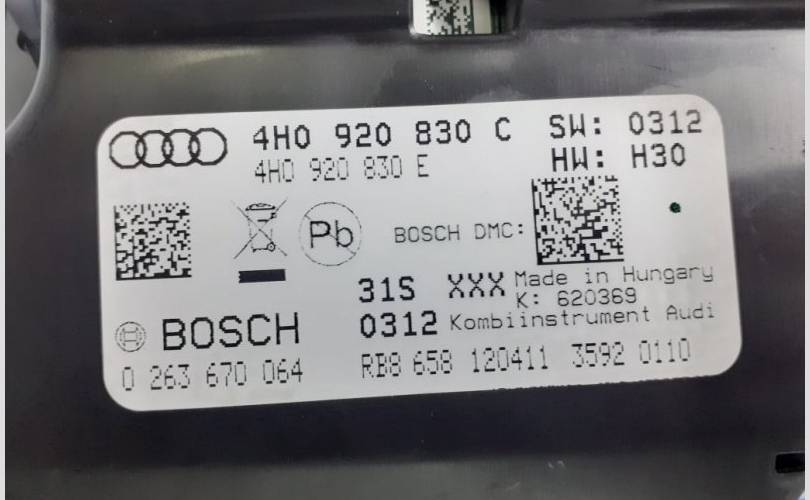 4H0 920 830 C SW: 0312
4H0 920 830 E HW: H30
Pb BOSCH DMC:
31S XXX Made in Hungary
K: 620369
BOSCH 0312 Kombiinstrument Audi
0 263 670 064 RB8 658 120411 3592 0110